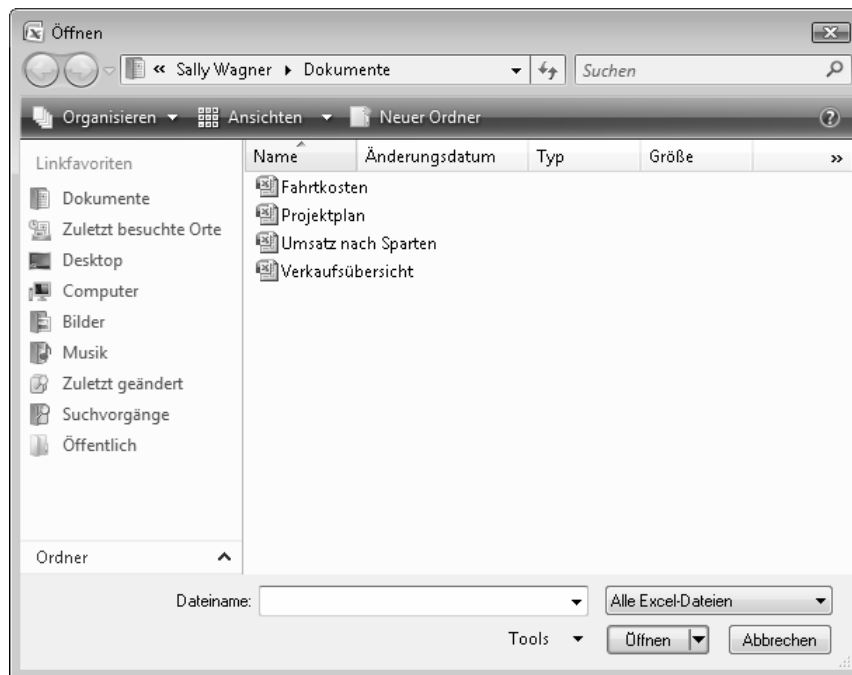 Öffnen
« Sally Wagner ▸ Dokumente
Suchen
Organisieren Ansichten Neuer Ordner
Linkfavoriten
Dokumente
Zuletzt besuchte Orte
Desktop
Computer
Bilder
Musik
Zuletzt geändert
Suchvorgänge
Öffentlich
Ordner
Name Änderungsdatum Typ Größe »
Fahrtkosten
Projektplan
Umsatz nach Sparten
Verkaufsübersicht
Dateiname:
Alle Excel-Dateien
Tools Öffnen Abbrechen